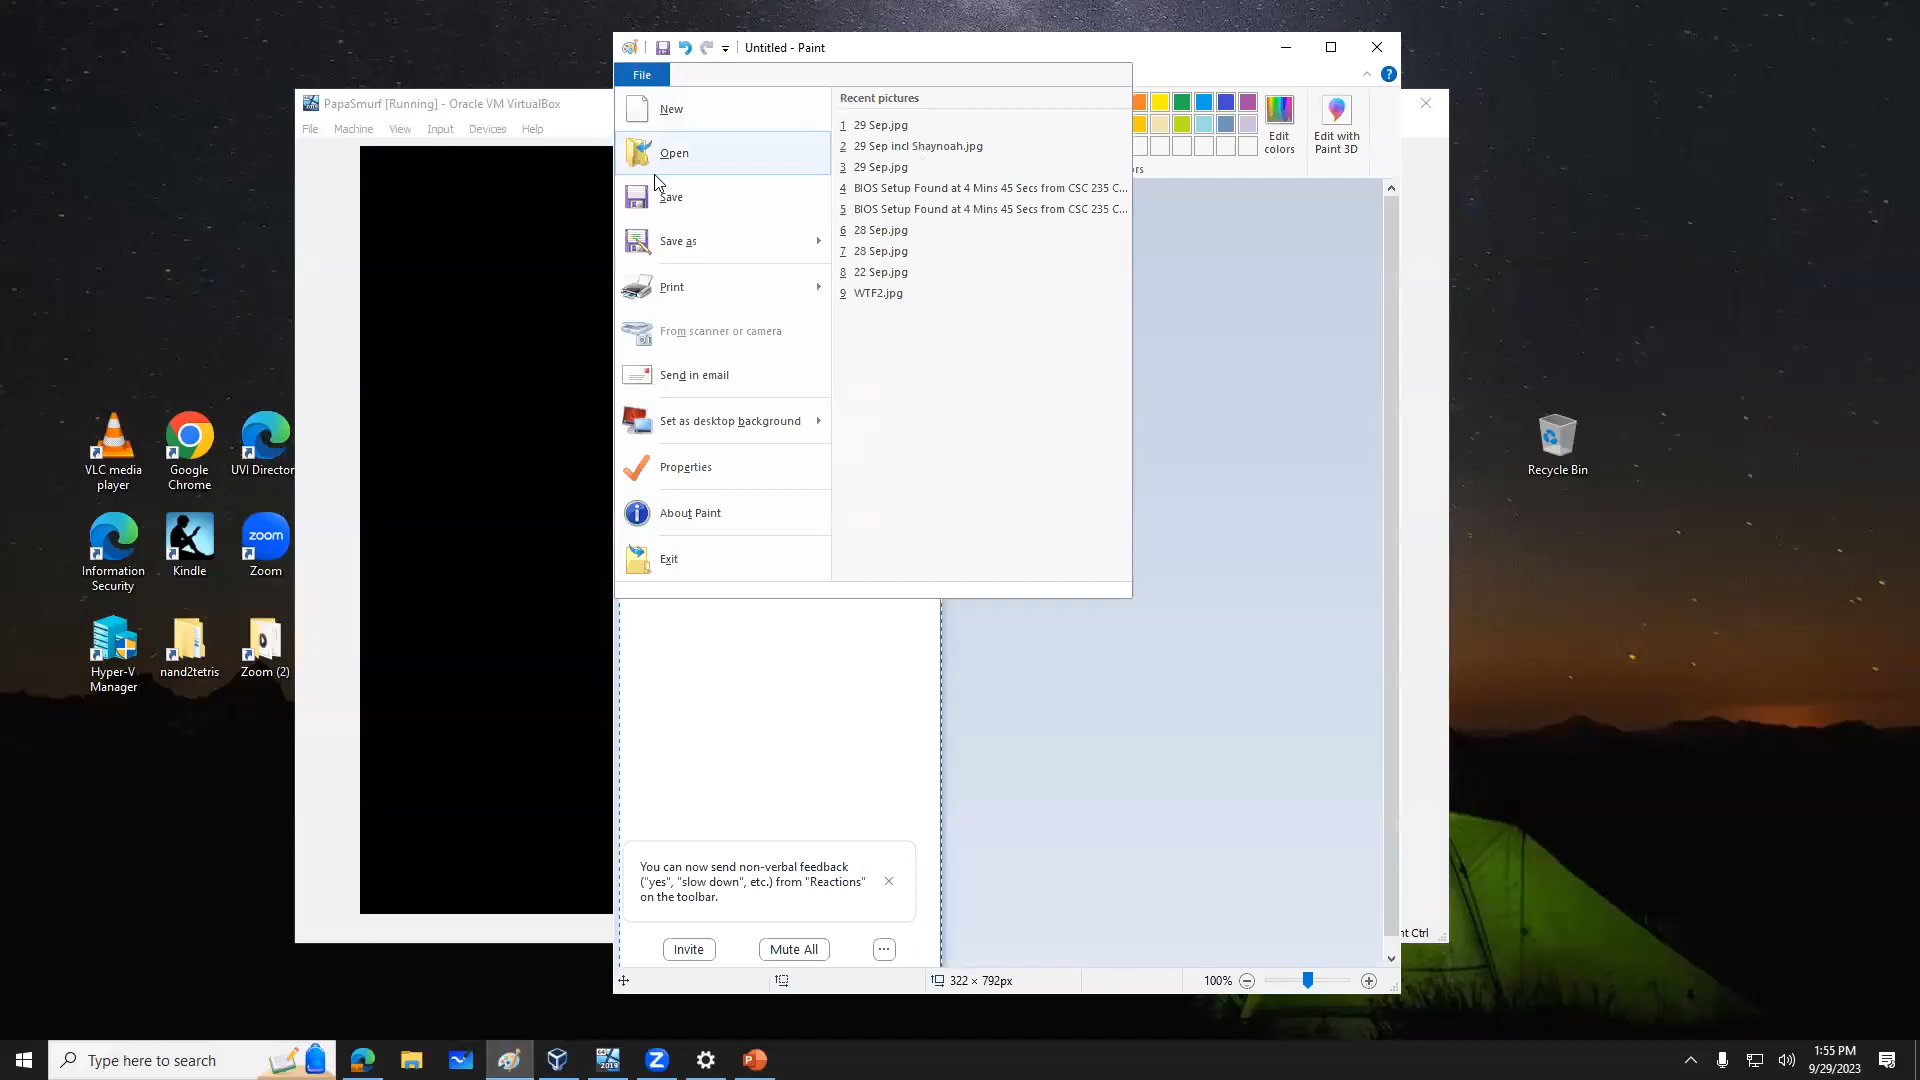 Untitled - Paint
File
New
Open
Save
Save as
Print
From scanner or camera
Send in email
Set as desktop background
Properties
About Paint
Exit
Recent pictures
1 29 Sep.jpg
2 29 Sep incl Shaynoah.jpg
3 29 Sep.jpg
4 BIOS Setup Found at 4 Mins 45 Secs from CSC 235 C...
5 BIOS Setup Found at 4 Mins 45 Secs from CSC 235 C...
6 28 Sep.jpg
7 28 Sep.jpg
8 22 Sep.jpg
9 WTF2.jpg
Edit
colors
Edit with
Paint 3D
rs
PapaSmurf [Running] - Oracle VM VirtualBox
File Machine View Input Devices Help
VLC media
player
Google
Chrome
UVI Director
Information
Security
Kindle
Zoom
zoom
Hyper-V
Manager
nand2tetris
Zoom (2)
Recycle Bin
You can now send non-verbal feedback
("yes", "slow down", etc.) from "Reactions"
on the toolbar.
Invite
Mute All
...
nt Ctrl
322 × 792px
100%
Type here to search
2019
1:55 PM
9/29/2023